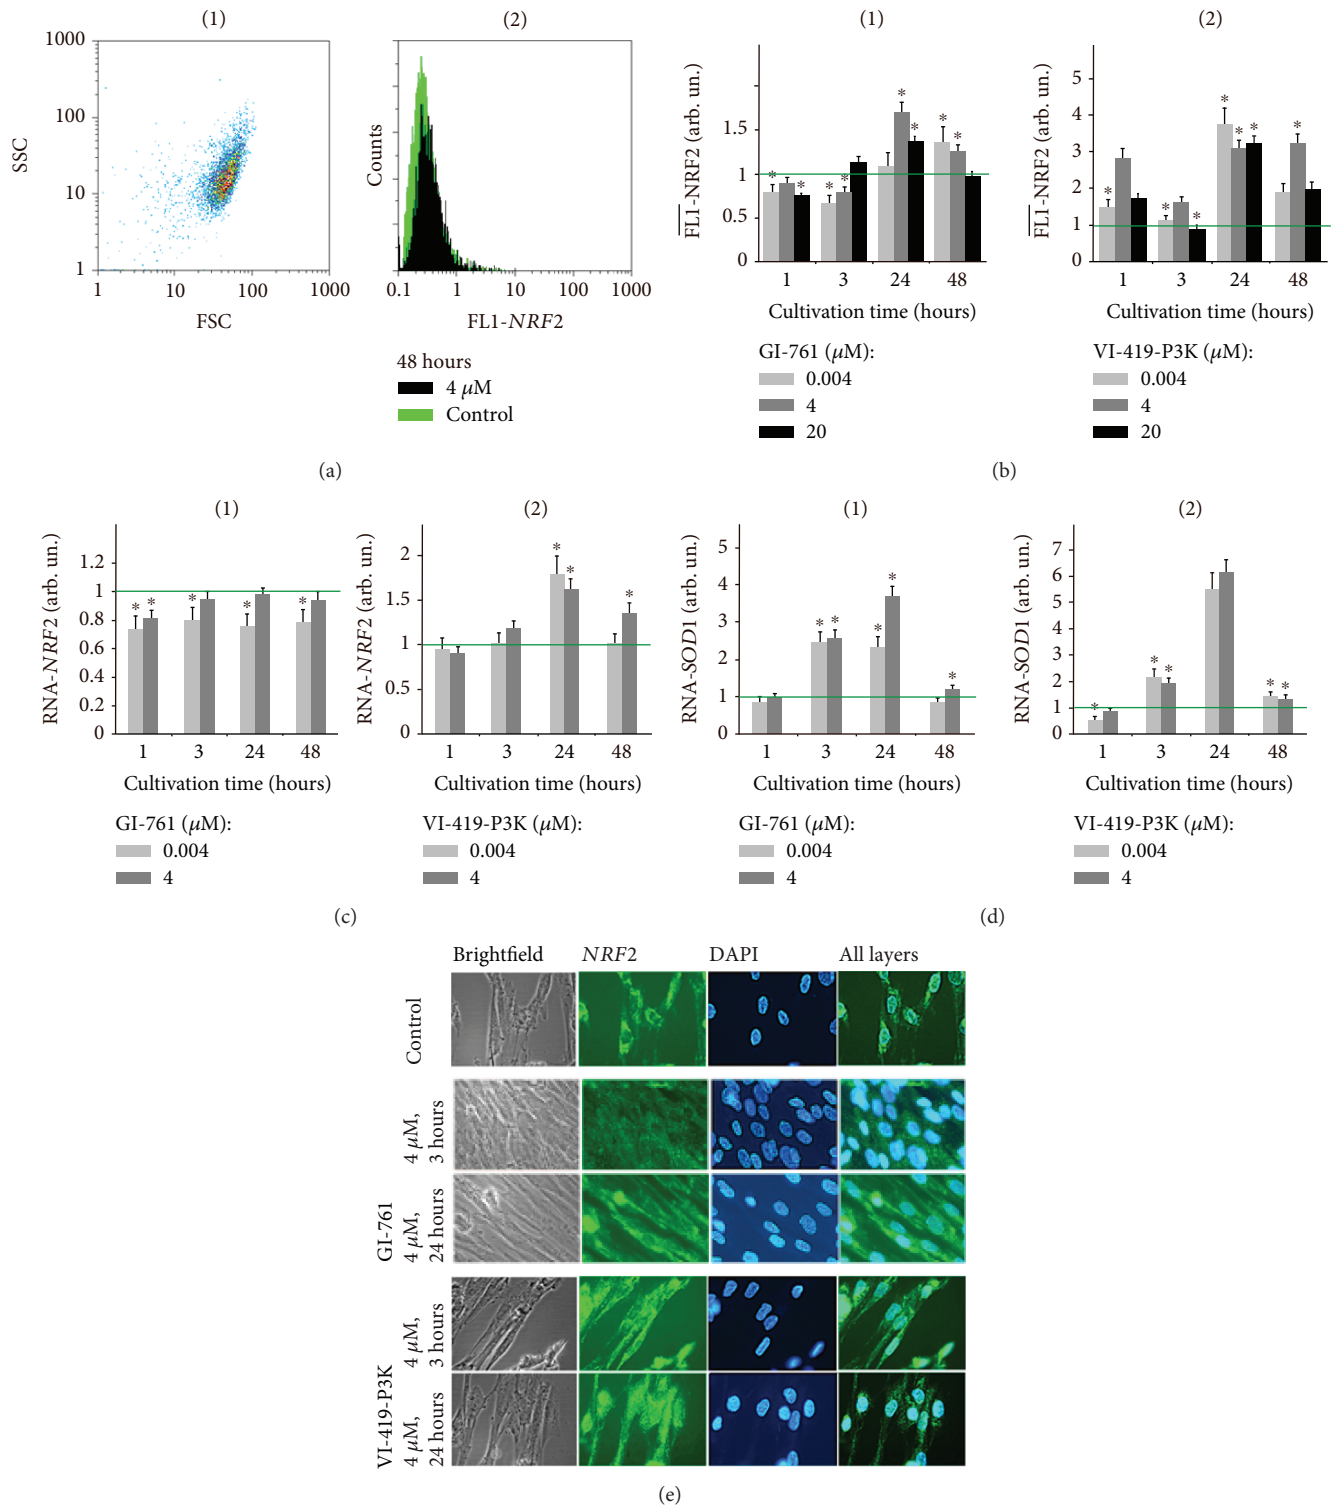 (1)
1000
100
10
1
SSC
1 10 100 1000
FSC
(2)
Counts
0.1 1 10 100 1000
FL1-NRF2
48 hours
4 μM
Control
(a)
(1)
1.5
1
0.5
0
FL1-NRF2 (arb. un.)
* * * * * * * * *
1 3 24 48
Cultivation time (hours)
GI-761 (μM):
0.004
4
20
(2)
5
4
3
2
1
0
FL1-NRF2 (arb. un.)
* * * * * * *
1 3 24 48
Cultivation time (hours)
VI-419-P3K (μM):
0.004
4
20
(b)
(1)
1.2
1
0.8
0.6
0.4
0.2
0
RNA-NRF2 (arb. un.)
* * * * *
1 3 24 48
Cultivation time (hours)
GI-761 (μM):
0.004
4
(2)
2
1.5
1
0.5
0
RNA-NRF2 (arb. un.)
* * *
1 3 24 48
Cultivation time (hours)
VI-419-P3K (μM):
0.004
4
(c)
(1)
5
4
3
2
1
0
RNA-SOD1 (arb. un.)
* * * * *
1 3 24 48
Cultivation time (hours)
GI-761 (μM):
0.004
4
(2)
7
6
5
4
3
2
1
0
RNA-SOD1 (arb. un.)
* * * * *
1 3 24 48
Cultivation time (hours)
VI-419-P3K (μM):
0.004
4
(d)
Brightfield NRF2 DAPI All layers
Control
GI-761
4 μM,
3 hours
4 μM,
24 hours
VI-419-P3K
4 μM,
3 hours
4 μM,
24 hours
(e)